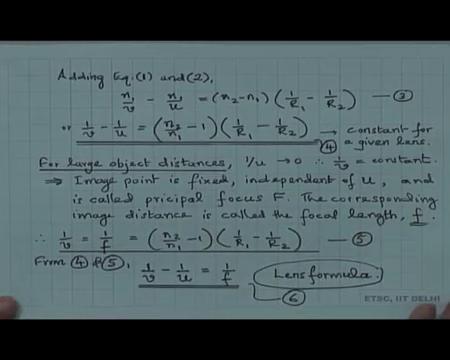 Adding Eq.(1) and (2),
n₁/v - n₁/u = (n₂-n₁) (1/R₁ - 1/R₂) — ③
or 1/v - 1/u = (n₂/n₁ - 1) (1/R₁ - 1/R₂) → constant for
④ a given lens.
For large object distances, 1/u → 0 ∴ 1/v = constant.
⇒ Image point is fixed, independent of u, and
is called pricipal focus F. The corresponding
image distance is called the focal length, f.
∴ 1/v = 1/f = (n₂/n₁ - 1) (1/R₁ - 1/R₂) — ⑤
From ④ & ⑤, 1/v - 1/u = 1/f Lens formula.
⑥
ETSC, IIT DELHI